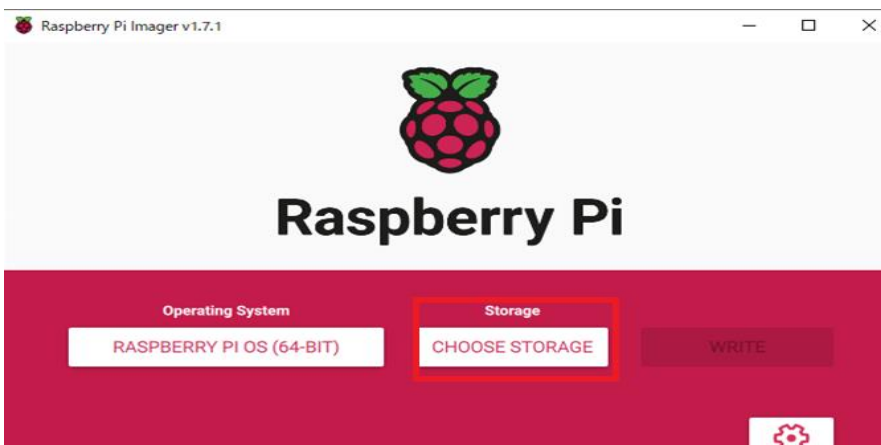 Raspberry Pi Imager v1.7.1
Raspberry Pi
Operating System
Storage
RASPBERRY PI OS (64-BIT)
CHOOSE STORAGE
WRITE